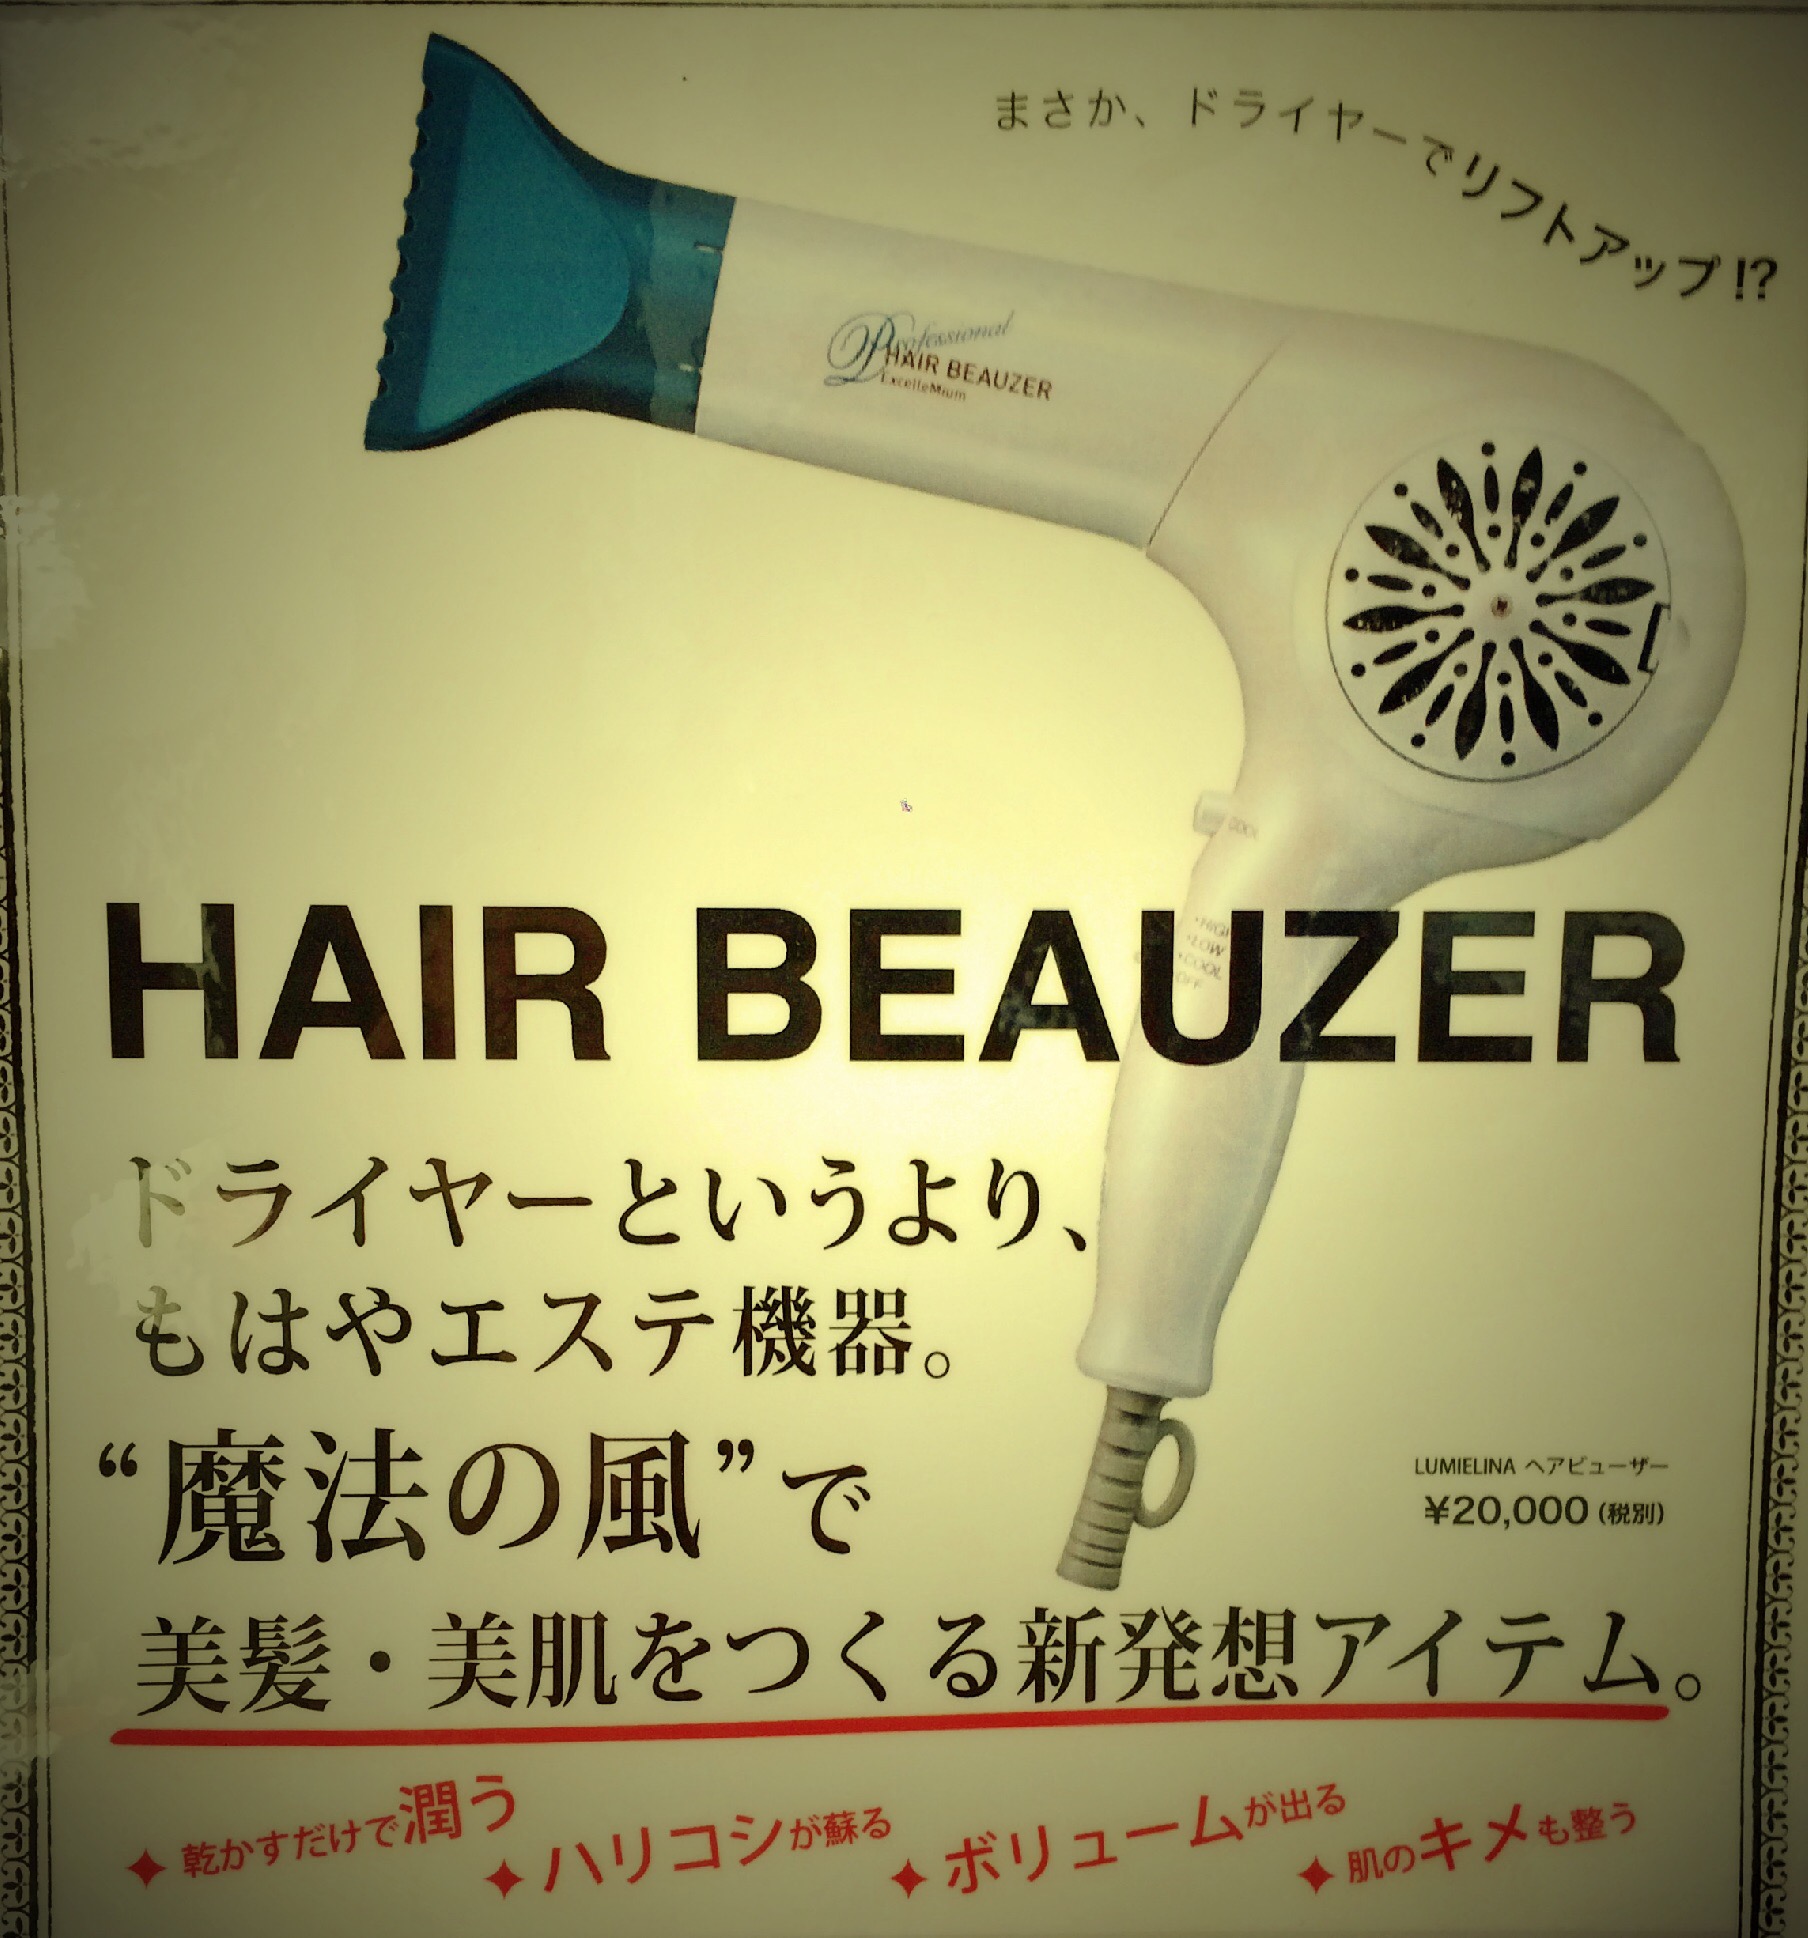 まさか、ドライヤーでリフトアップ!?
Professional
HAIR BEAUZER
ExcelleMium
COOL
LOW
COOL
OFF
HAIR BEAUZER
ドライヤーというより、
もはやエステ機器。
“魔法の風”で
LUMIELINA ヘアビューザー
¥20,000(税別)
美髪・美肌をつくる新発想アイテム。
乾かすだけで潤う
ハリコシが蘇る
ボリュームが出る
肌のキメも整う